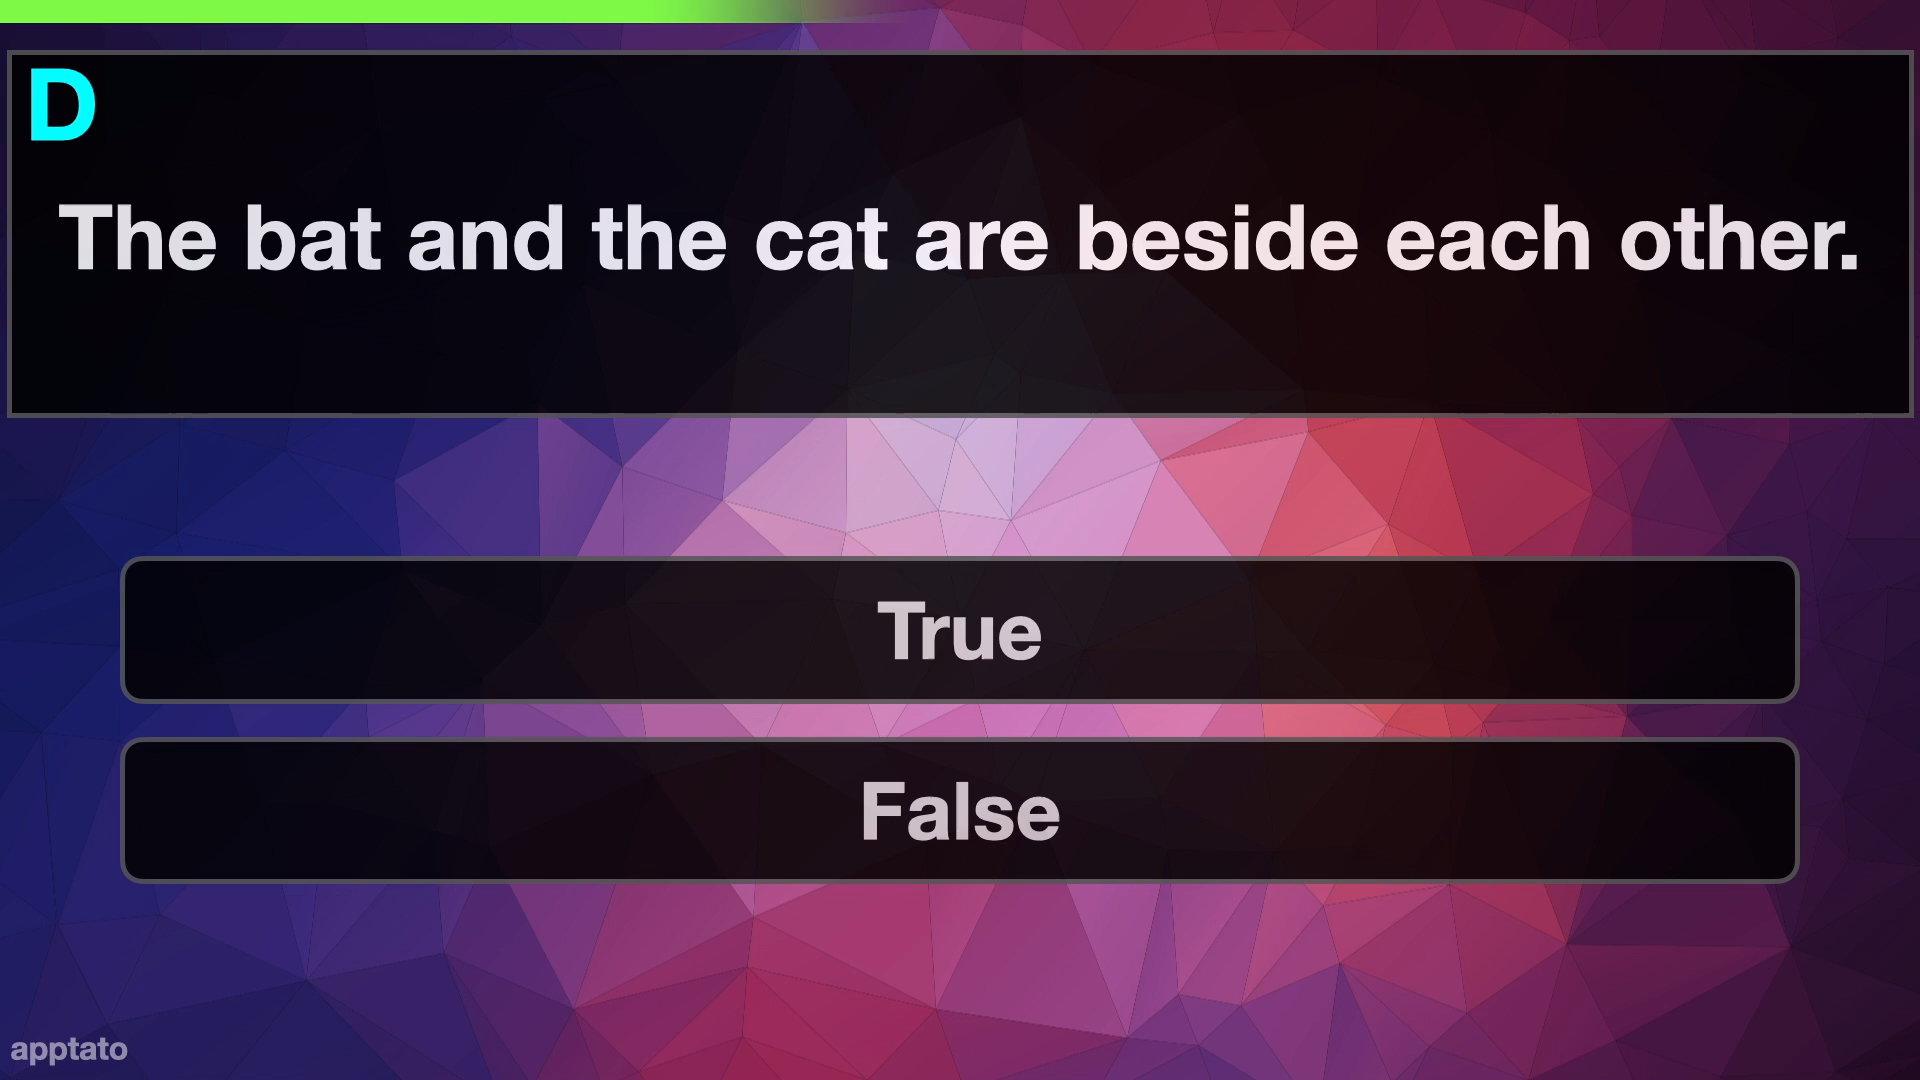 D
The bat and the cat are beside each other.
True
False
apptato